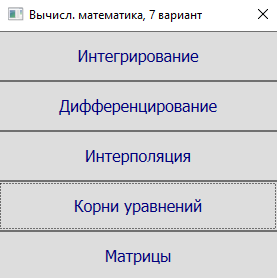 Вычисл. математика, 7 вариант
Интегрирование
Дифференцирование
Интерполяция
Корни уравнений
Матрицы